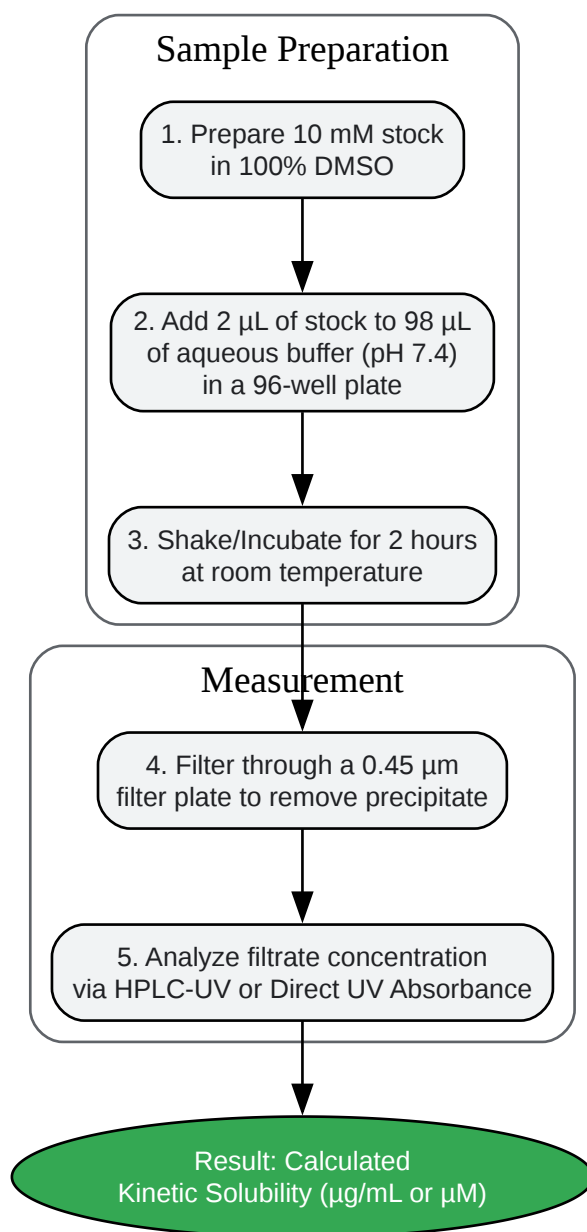 Sample Preparation
1. Prepare 10 mM stock
in 100% DMSO
2. Add 2 µL of stock to 98 µL
of aqueous buffer (pH 7.4)
in a 96-well plate
3. Shake/Incubate for 2 hours
at room temperature
Measurement
4. Filter through a 0.45 µm
filter plate to remove precipitate
5. Analyze filtrate concentration
via HPLC-UV or Direct UV Absorbance
Result: Calculated
Kinetic Solubility (µg/mL or µM)